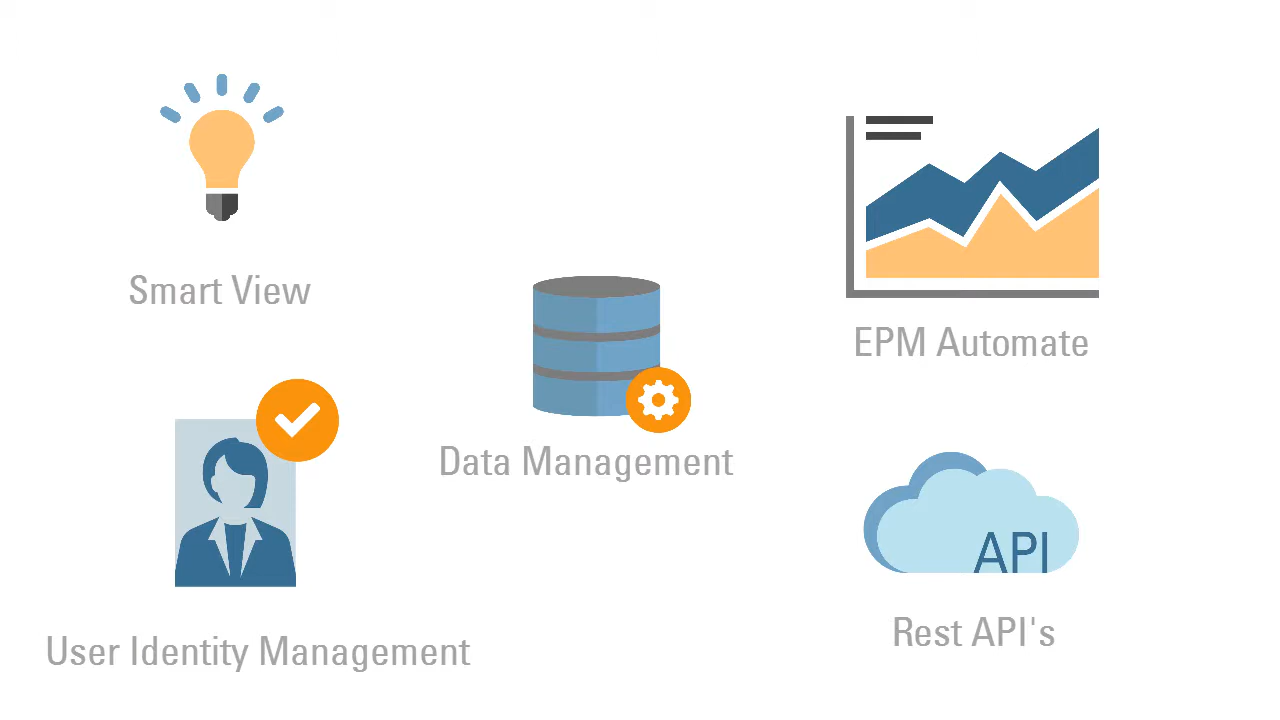 Smart View
EPM Automate
Data Management
API
Rest API's
User Identity Management